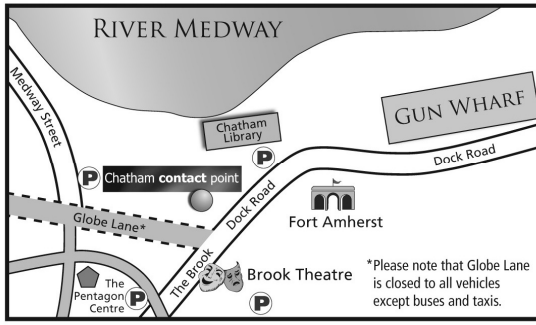 RIVER MEDWAY
Medway Street
Chatham
Library
GUN WHARF
P
P
Chatham contact point
Dock Road
Dock Road
Globe Lane*
Fort Amherst
The Brook
Brook Theatre
The
Pentagon
Centre
P
P
*Please note that Globe Lane
is closed to all vehicles
except buses and taxis.